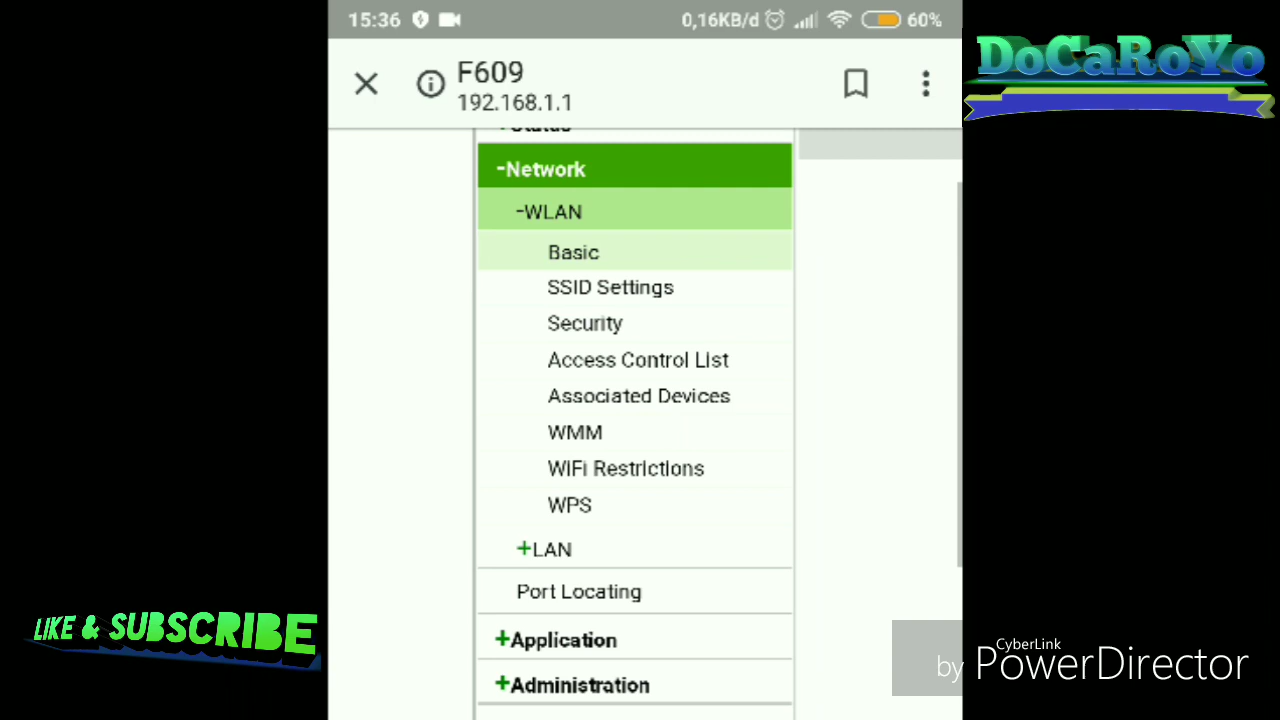 15:36 0,16KB/d 60%
F609
192.168.1.1
DoCaRoYo
Status
-Network
-WLAN
Basic
SSID Settings
Security
Access Control List
Associated Devices
WMM
WiFi Restrictions
WPS
+LAN
Port Locating
+Application
+Administration
LIKE & SUBSCRIBE
by CyberLink
PowerDirector